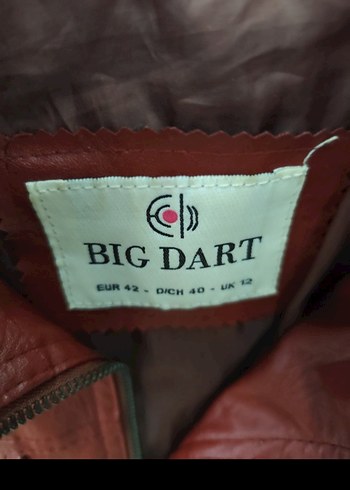 BIG DART
EUR 42 - D/CH 40 - UK 12